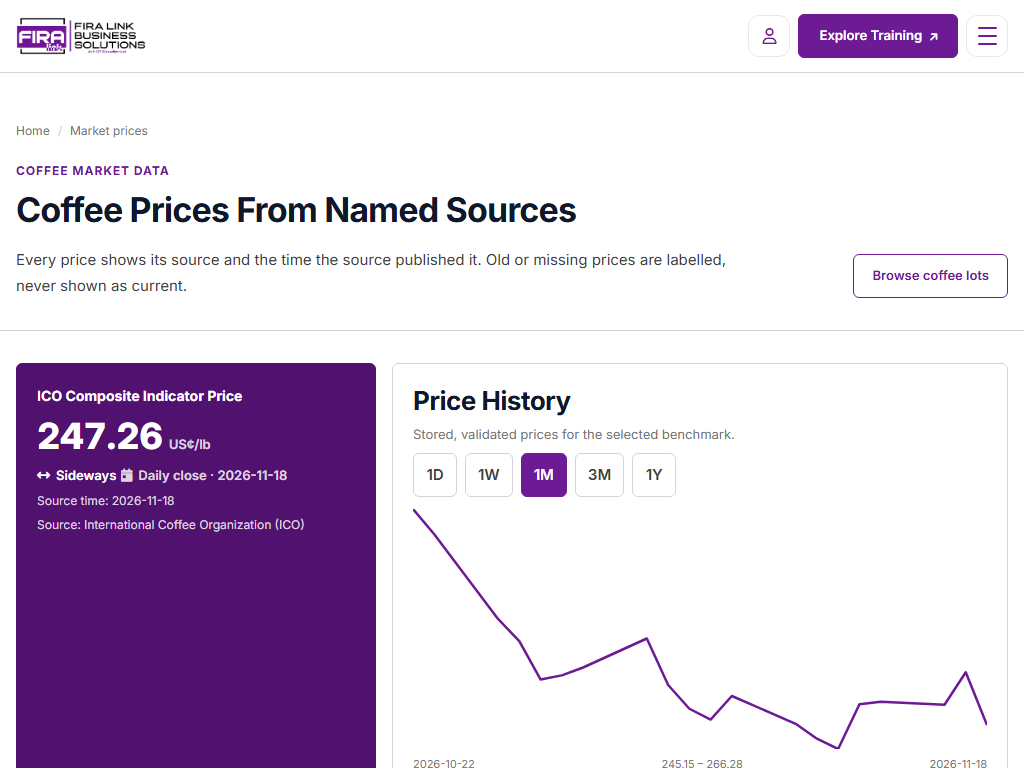 FIRA
FIRA LINK
BUSINESS
SOLUTIONS
Explore Training
Home / Market prices
COFFEE MARKET DATA
Coffee Prices From Named Sources
Every price shows its source and the time the source published it. Old or missing prices are labelled,
never shown as current.
Browse coffee lots
ICO Composite Indicator Price
247.26 US¢/lb
Sideways Daily close · 2026-11-18
Source time: 2026-11-18
Source: International Coffee Organization (ICO)
Price History
Stored, validated prices for the selected benchmark.
1D 1W 1M 3M 1Y
2026-10-22 245.15 – 266.28 2026-11-18